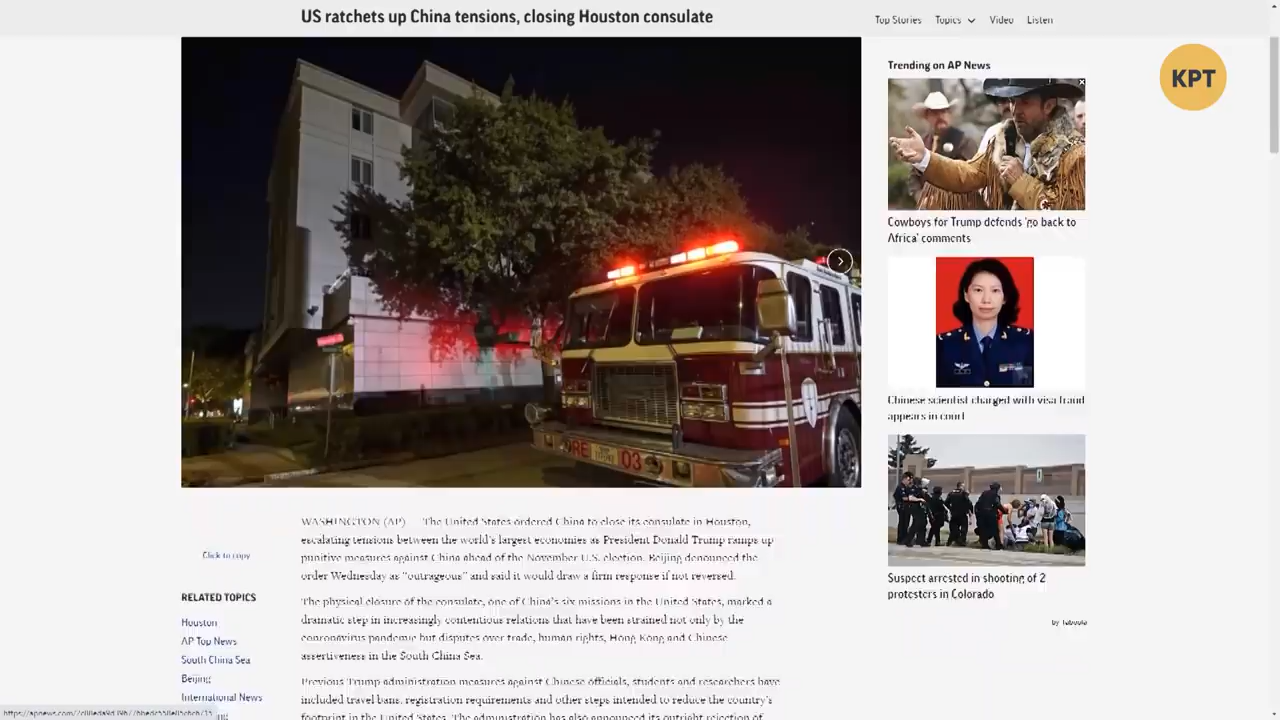 US ratchets up China tensions, closing Houston consulate
Top Stories Topics Video Listen
KPT
Trending on AP News
Cowboys for Trump defends 'go back to
Africa' comments
Chinese scientist charged with visa fraud
appears in court
Suspect arrested in shooting of 2
protesters in Colorado
by Taboola
03
WASHINGTON (AP) — The United States ordered China to close its consulate in Houston,
escalating tensions between the world's largest economies as President Donald Trump ramps up
punitive measures against China ahead of the November U.S. election. Beijing denounced the
order Wednesday as "outrageous" and said it would draw a firm response if not reversed.
The physical closure of the consulate, one of China's six missions in the United States, marked a
dramatic step in increasingly contentious relations that have been strained not only by the
coronavirus pandemic but disputes over trade, human rights, Hong Kong and Chinese
assertiveness in the South China Sea.
Previous Trump administration measures against Chinese officials, students and researchers have
included travel bans, registration requirements and other steps intended to reduce the country's
footprint in the United States. The administration has also announced its outright rejection of
Click to copy
RELATED TOPICS
Houston
AP Top News
South China Sea
Beijing
International News